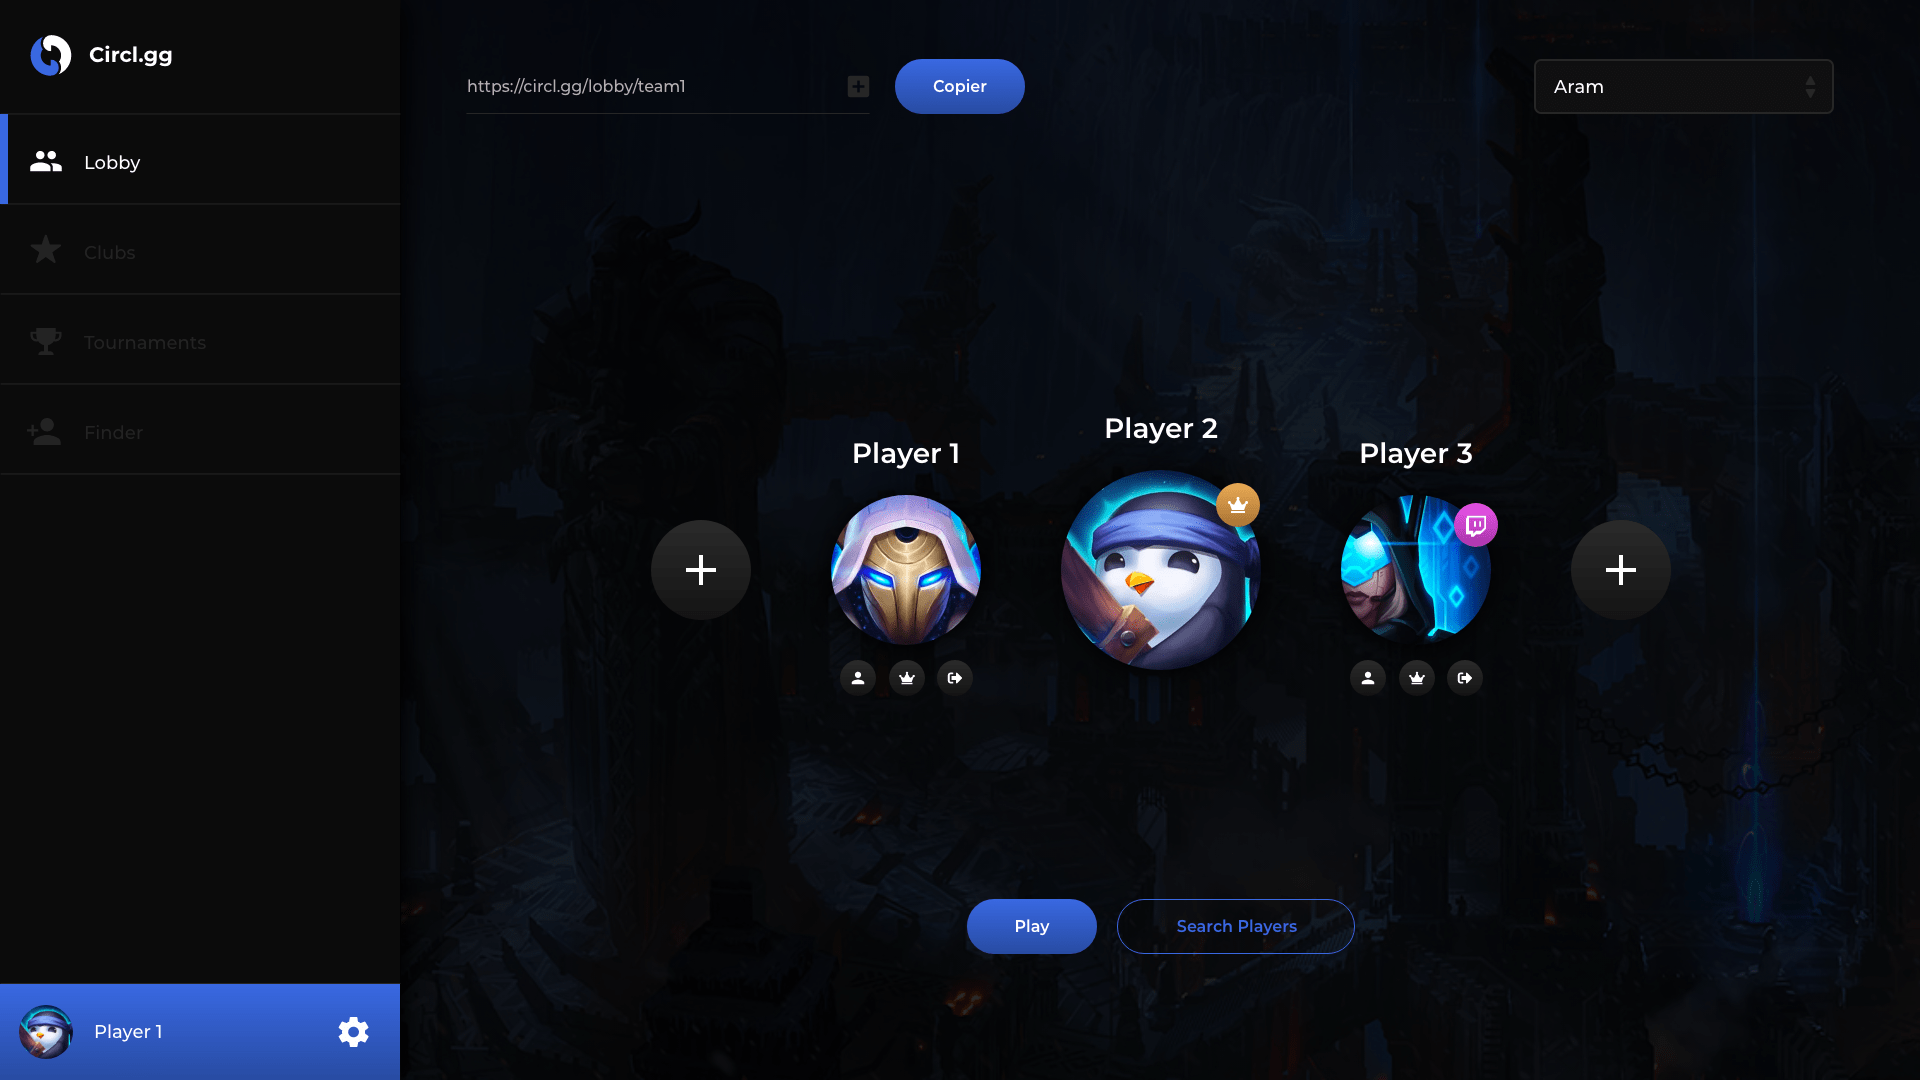 Circl.gg
Lobby
Clubs
Tournaments
Finder
Player 1
https://circl.gg/lobby/team1
Copier
Aram
Player 1
Player 2
Player 3
Play
Search Players